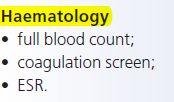 Haematology
• full blood count;
• coagulation screen;
• ESR.